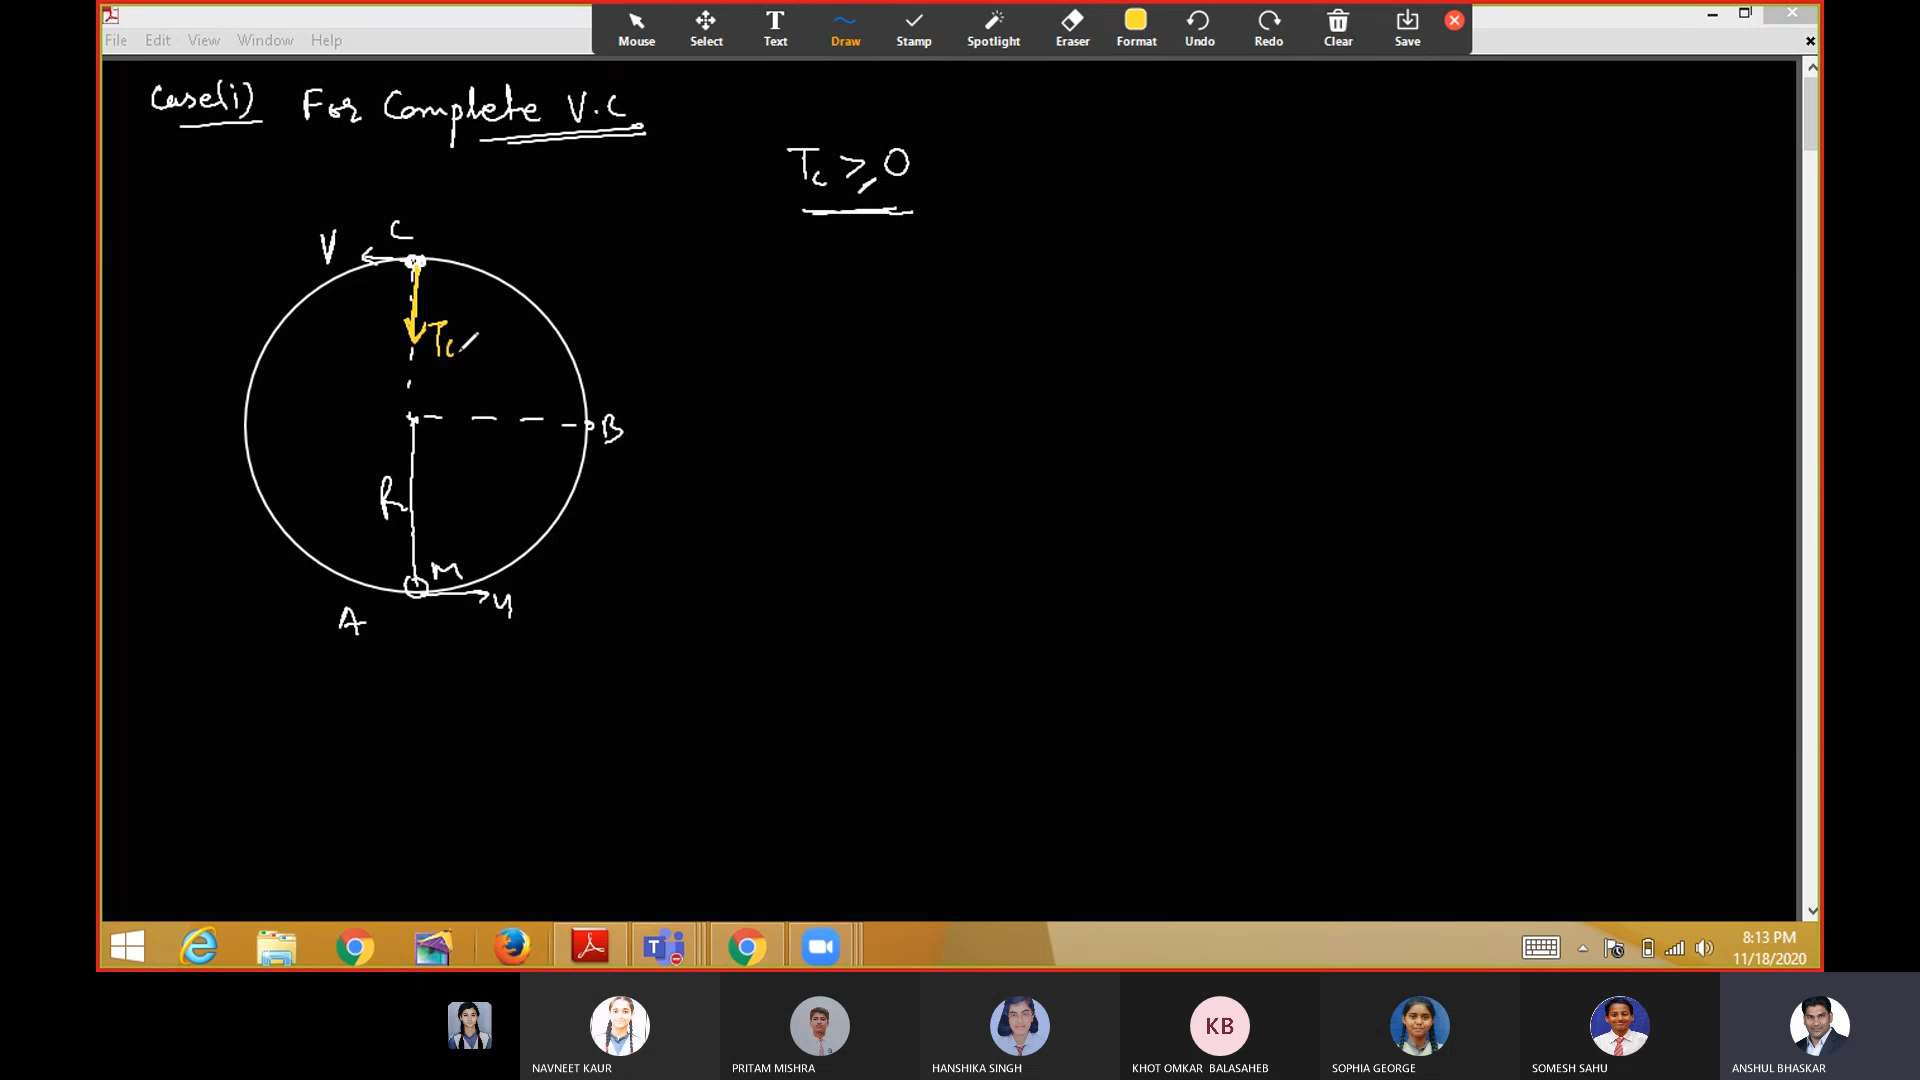 File Edit View Window Help
Mouse Select Text Draw Stamp Spotlight Eraser Format Undo Redo Clear Save
Case(i) For Complete V.C
Tc ≥ 0
C
V
Tc
B
R
M
u
A
8:13 PM
11/18/2020
KB
NAVNEET KAUR PRITAM MISHRA HANSHIKA SINGH KHOT OMKAR BALASAHEB SOPHIA GEORGE SOMESH SAHU ANSHUL BHASKAR